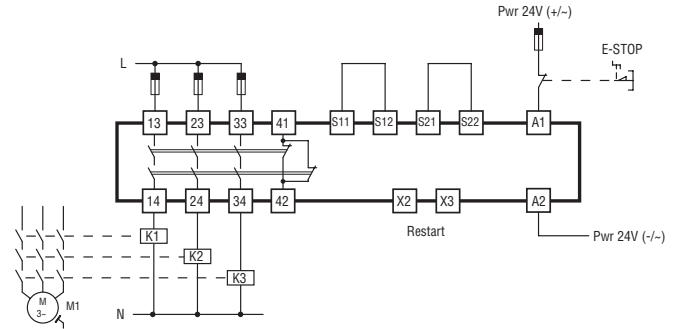 Pwr 24V (+/~)
E-STOP
L
13 23 33 41 S11 S12 S21 S22 A1
14 24 34 42 X2 X3 A2
Restart
Pwr 24V (-/~)
K1
K2
K3
M
3~
M1
N